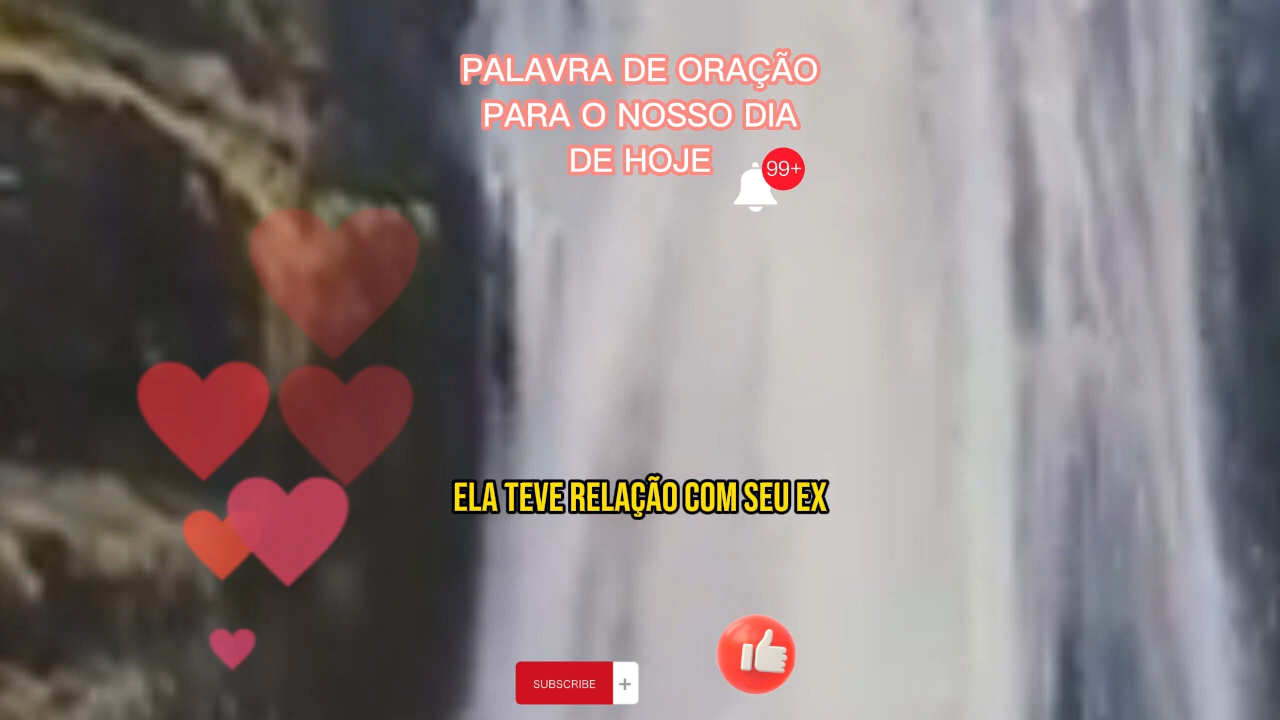 PALAVRA DE ORAÇÃO
PARA O NOSSO DIA
DE HOJE
99+
ELA TEVE RELAÇÃO COM SEU EX
SUBSCRIBE +